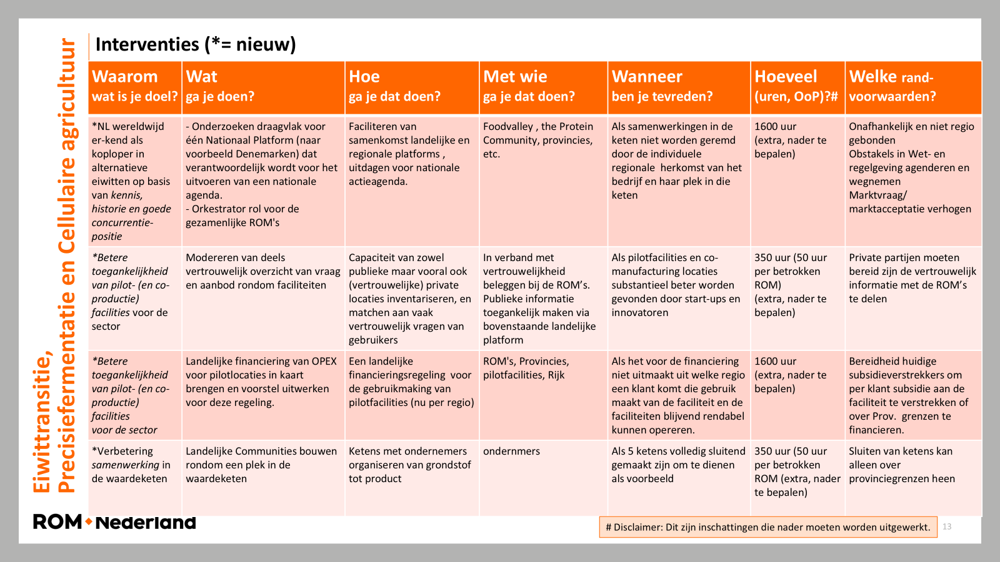 Eiwittransitie,
Precisiefermentatie en Cellulaire agricultuur
Interventies (*= nieuw)
Waarom
wat is je doel?
Wat
ga je doen?
Hoe
ga je dat doen?
Met wie
ga je dat doen?
Wanneer
ben je tevreden?
Hoeveel
(uren, OoP)?#
Welke rand-
voorwaarden?
*NL wereldwijd
er-kend als
koploper in
alternatieve
eiwitten op basis
van kennis,
historie en goede
concurrentie-
positie
- Onderzoeken draagvlak voor
één Nationaal Platform (naar
voorbeeld Denemarken) dat
verantwoordelijk wordt voor het
uitvoeren van een nationale
agenda.
- Orkestrator rol voor de
gezamenlijke ROM's
Faciliteren van
samenkomst landelijke en
regionale platforms ,
uitdagen voor nationale
actieagenda.
Foodvalley , the Protein
Community, provincies,
etc.
Als samenwerkingen in de
keten niet worden geremd
door de individuele
regionale  herkomst van het
bedrijf en haar plek in die
keten
1600 uur
(extra, nader te
bepalen)
Onafhankelijk en niet regio
gebonden
Obstakels in Wet- en
regelgeving agenderen en
wegnemen
Marktvraag/
marktacceptatie verhogen
*Betere
toegankelijkheid
van pilot- (en co-
productie)
facilities voor de
sector
Modereren van deels
vertrouwelijk overzicht van vraag
en aanbod rondom faciliteiten
Capaciteit van zowel
publieke maar vooral ook
(vertrouwelijke) private
locaties inventariseren, en
matchen aan vaak
vertrouwelijk vragen van
gebruikers
In verband met
vertrouwelijkheid
beleggen bij de ROM’s.
Publieke informatie
toegankelijk maken via
bovenstaande landelijke
platform
Als pilotfacilities en co-
manufacturing locaties
substantieel beter worden
gevonden door start-ups en
innovatoren
350 uur (50 uur
per betrokken
ROM)
(extra, nader te
bepalen)
Private partijen moeten
bereid zijn de vertrouwelijk
informatie met de ROM’s
te delen
*Betere
toegankelijkheid
van pilot- (en co-
productie)
facilities
voor de sector
Landelijke financiering van OPEX
voor pilotlocaties in kaart
brengen en voorstel uitwerken
voor deze regeling.
Een landelijke
financieringsregeling  voor
de gebruikmaking van
pilotfacilities (nu per regio)
ROM's, Provincies,
pilotfacilities, Rijk
Als het voor de financiering
niet uitmaakt uit welke regio
een klant komt die gebruik
maakt van de faciliteit en de
faciliteiten blijvend rendabel
kunnen opereren.
1600 uur
(extra, nader te
bepalen)
Bereidheid huidige
subsidieverstrekkers om
per klant subsidie aan de
faciliteit te verstrekken of
over Prov.  grenzen te
financieren.
*Verbetering
samenwerking in
de waardeketen
Landelijke Communities bouwen
rondom een plek in de
waardeketen
Ketens met ondernemers
organiseren van grondstof
tot product
ondernmers
Als 5 ketens volledig sluitend
gemaakt zijn om te dienen
als voorbeeld
350 uur (50 uur
per betrokken
ROM (extra, nader
te bepalen)
Sluiten van ketens kan
alleen over
provinciegrenzen heen
ROM Nederland
# Disclaimer: Dit zijn inschattingen die nader moeten worden uitgewerkt.
13